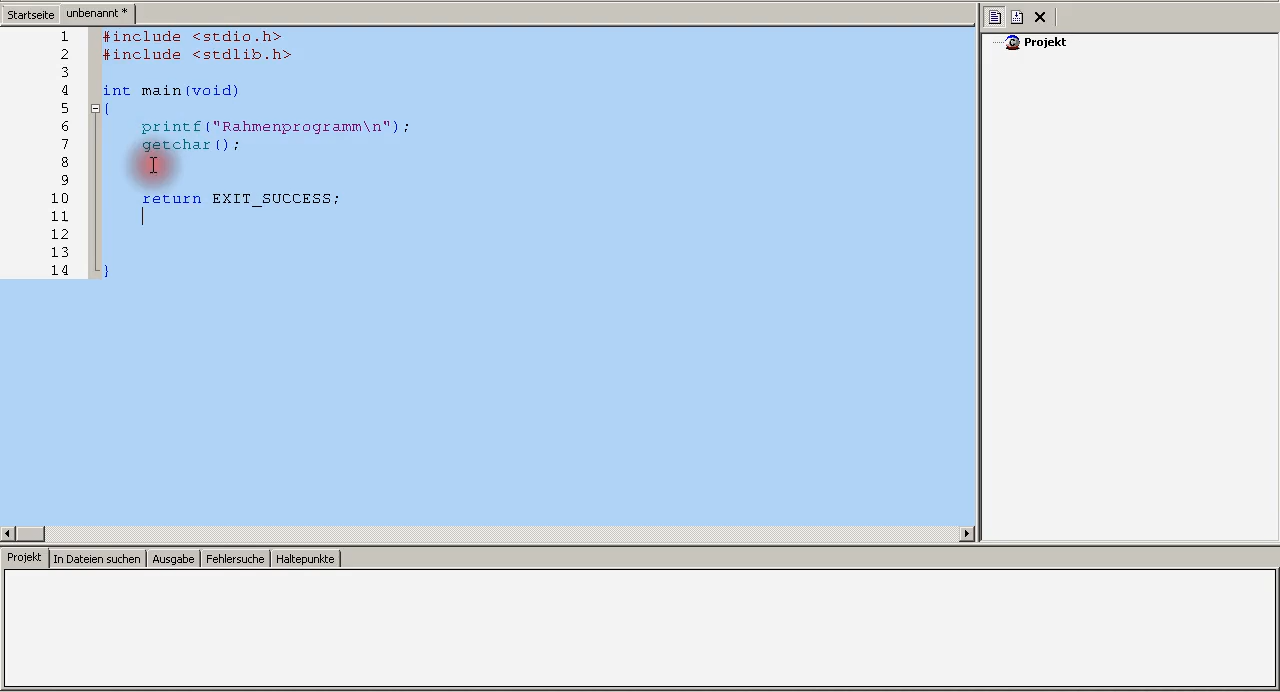 Startseite unbenannt *
1 #include <stdio.h>
2 #include <stdlib.h>
3
4 int main(void)
5 {
6 printf("Rahmenprogramm\n");
7 getchar();
8
9
10 return EXIT_SUCCESS;
11
12
13
14 }
Projekt
Projekt In Dateien suchen Ausgabe Fehlersuche Haltepunkte